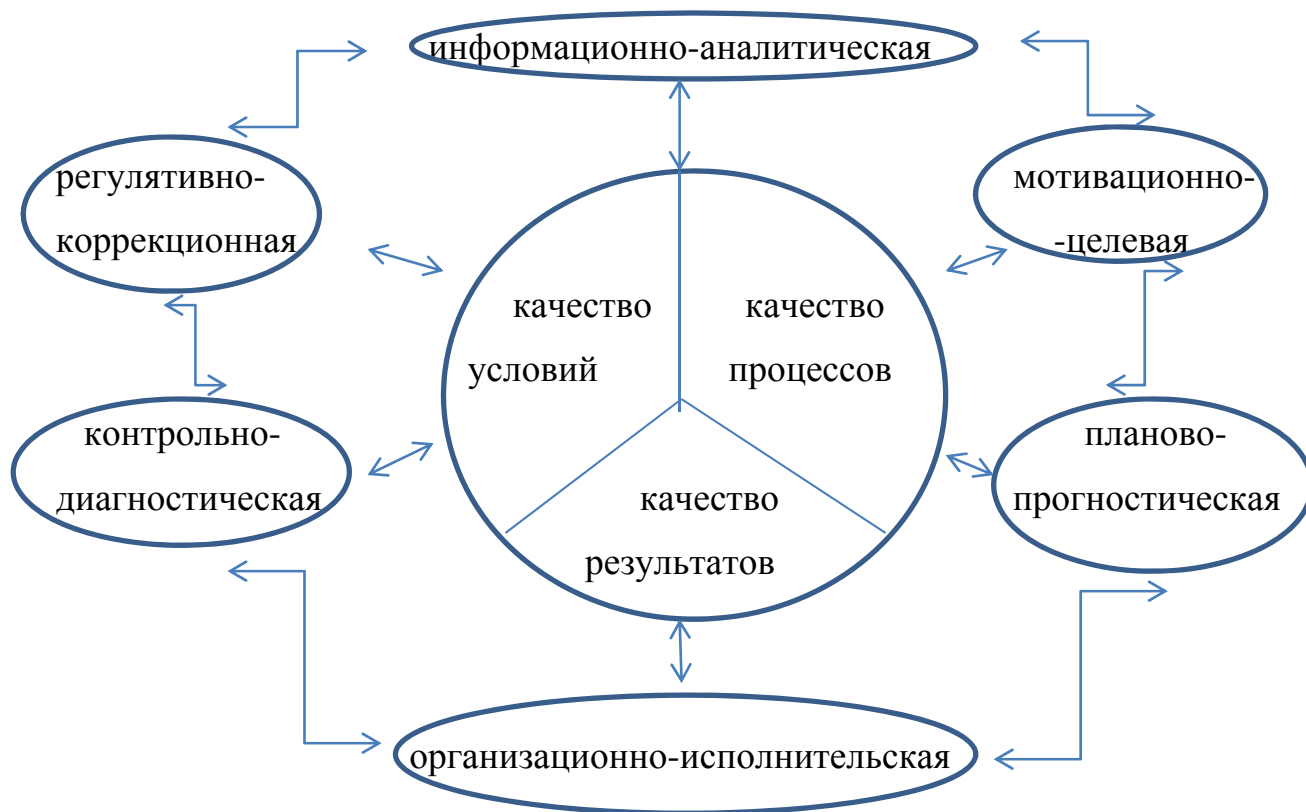 информационно-аналитическая
регулятивно-
коррекционная
мотивационно-
-целевая
качество
условий
качество
процессов
контрольно-
диагностическая
планово-
прогностическая
качество
результатов
организационно-исполнительская